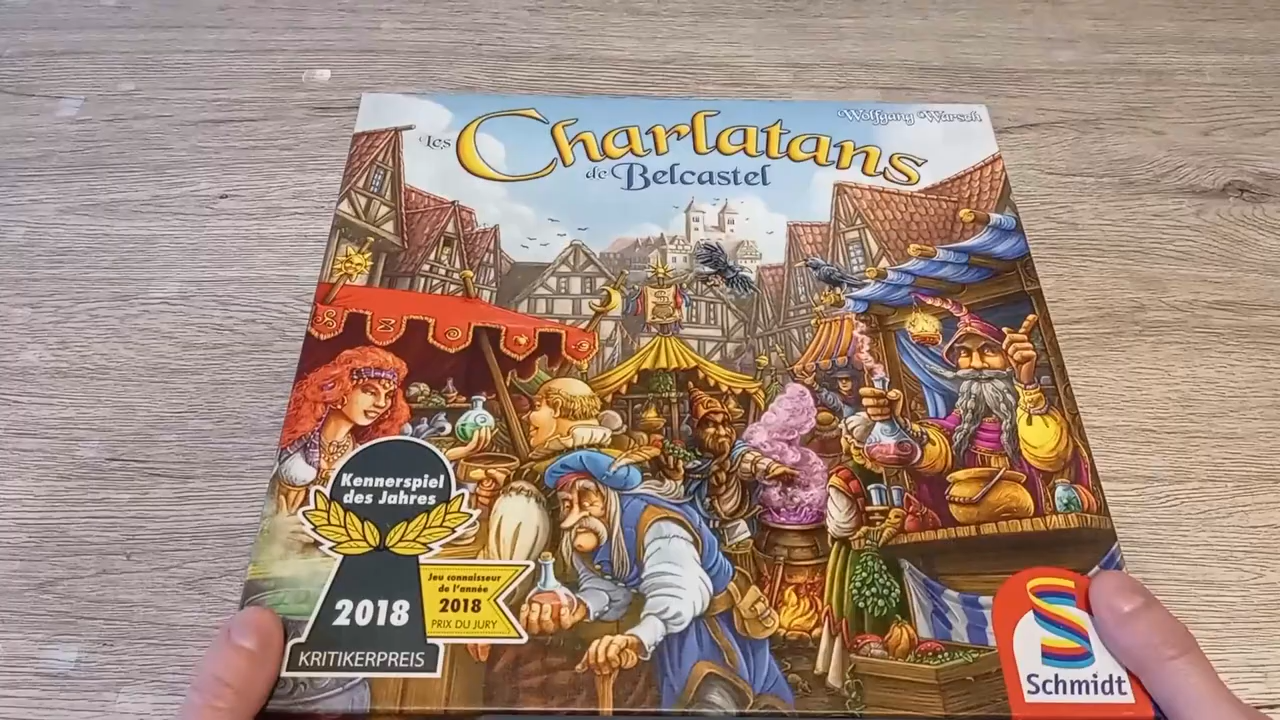 Wolfgang Warsch
Les Charlatans
de Belcastel
Kennerspiel
des Jahres
2018
KRITIKERPREIS
Jeu connaisseur
de l'année
2018
PRIX DU JURY
Schmidt